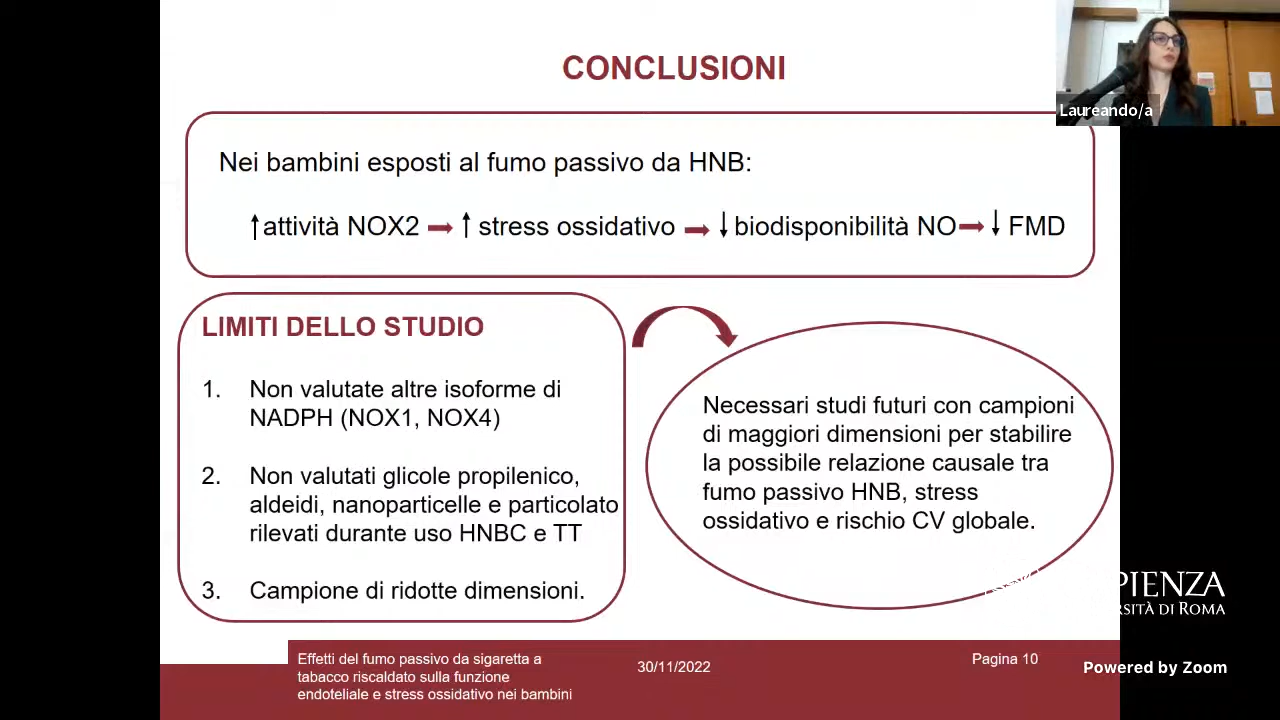 CONCLUSIONI
Laureando/a
Nei bambini esposti al fumo passivo da HNB:
↑attività NOX2 → ↑ stress ossidativo → ↓biodisponibilità NO → ↓ FMD
LIMITI DELLO STUDIO
1. Non valutate altre isoforme di
NADPH (NOX1, NOX4)
2. Non valutati glicole propilenico,
aldeidi, nanoparticelle e particolato
rilevati durante uso HNBC e TT
3. Campione di ridotte dimensioni.
Necessari studi futuri con campioni
di maggiori dimensioni per stabilire
la possibile relazione causale tra
fumo passivo HNB, stress
ossidativo e rischio CV globale.
PIENZA
RSITÀ DI ROMA
Effetti del fumo passivo da sigaretta a
tabacco riscaldato sulla funzione
endoteliale e stress ossidativo nei bambini
30/11/2022
Pagina 10
Powered by Zoom